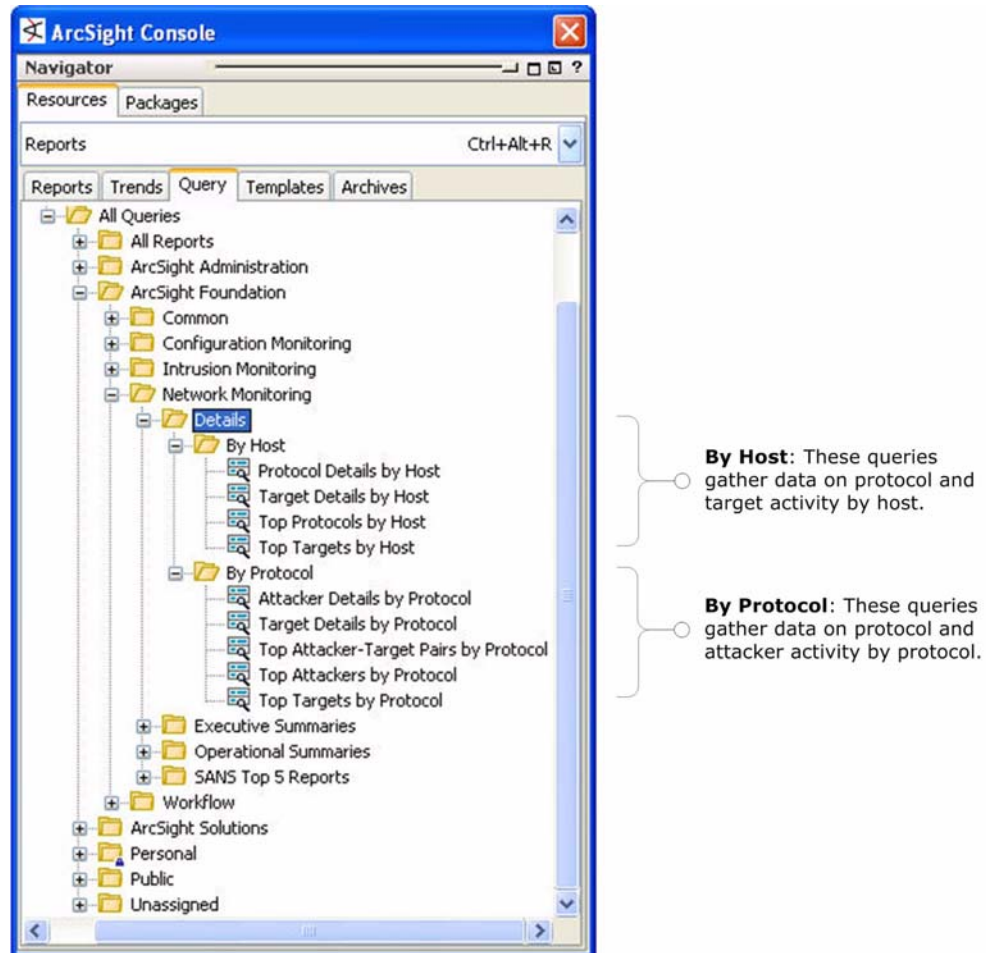 ArcSight Console
Navigator
?
Resources Packages
Reports Ctrl+Alt+R
Reports Trends Query Templates Archives
All Queries
All Reports
ArcSight Administration
ArcSight Foundation
Common
Configuration Monitoring
Intrusion Monitoring
Network Monitoring
Details
By Host
Protocol Details by Host
Target Details by Host
Top Protocols by Host
Top Targets by Host
By Protocol
Attacker Details by Protocol
Target Details by Protocol
Top Attacker-Target Pairs by Protocol
Top Attackers by Protocol
Top Targets by Protocol
Executive Summaries
Operational Summaries
SANS Top 5 Reports
Workflow
ArcSight Solutions
Personal
Public
Unassigned
By Host: These queries
gather data on protocol and
target activity by host.
By Protocol: These queries
gather data on protocol and
attacker activity by protocol.